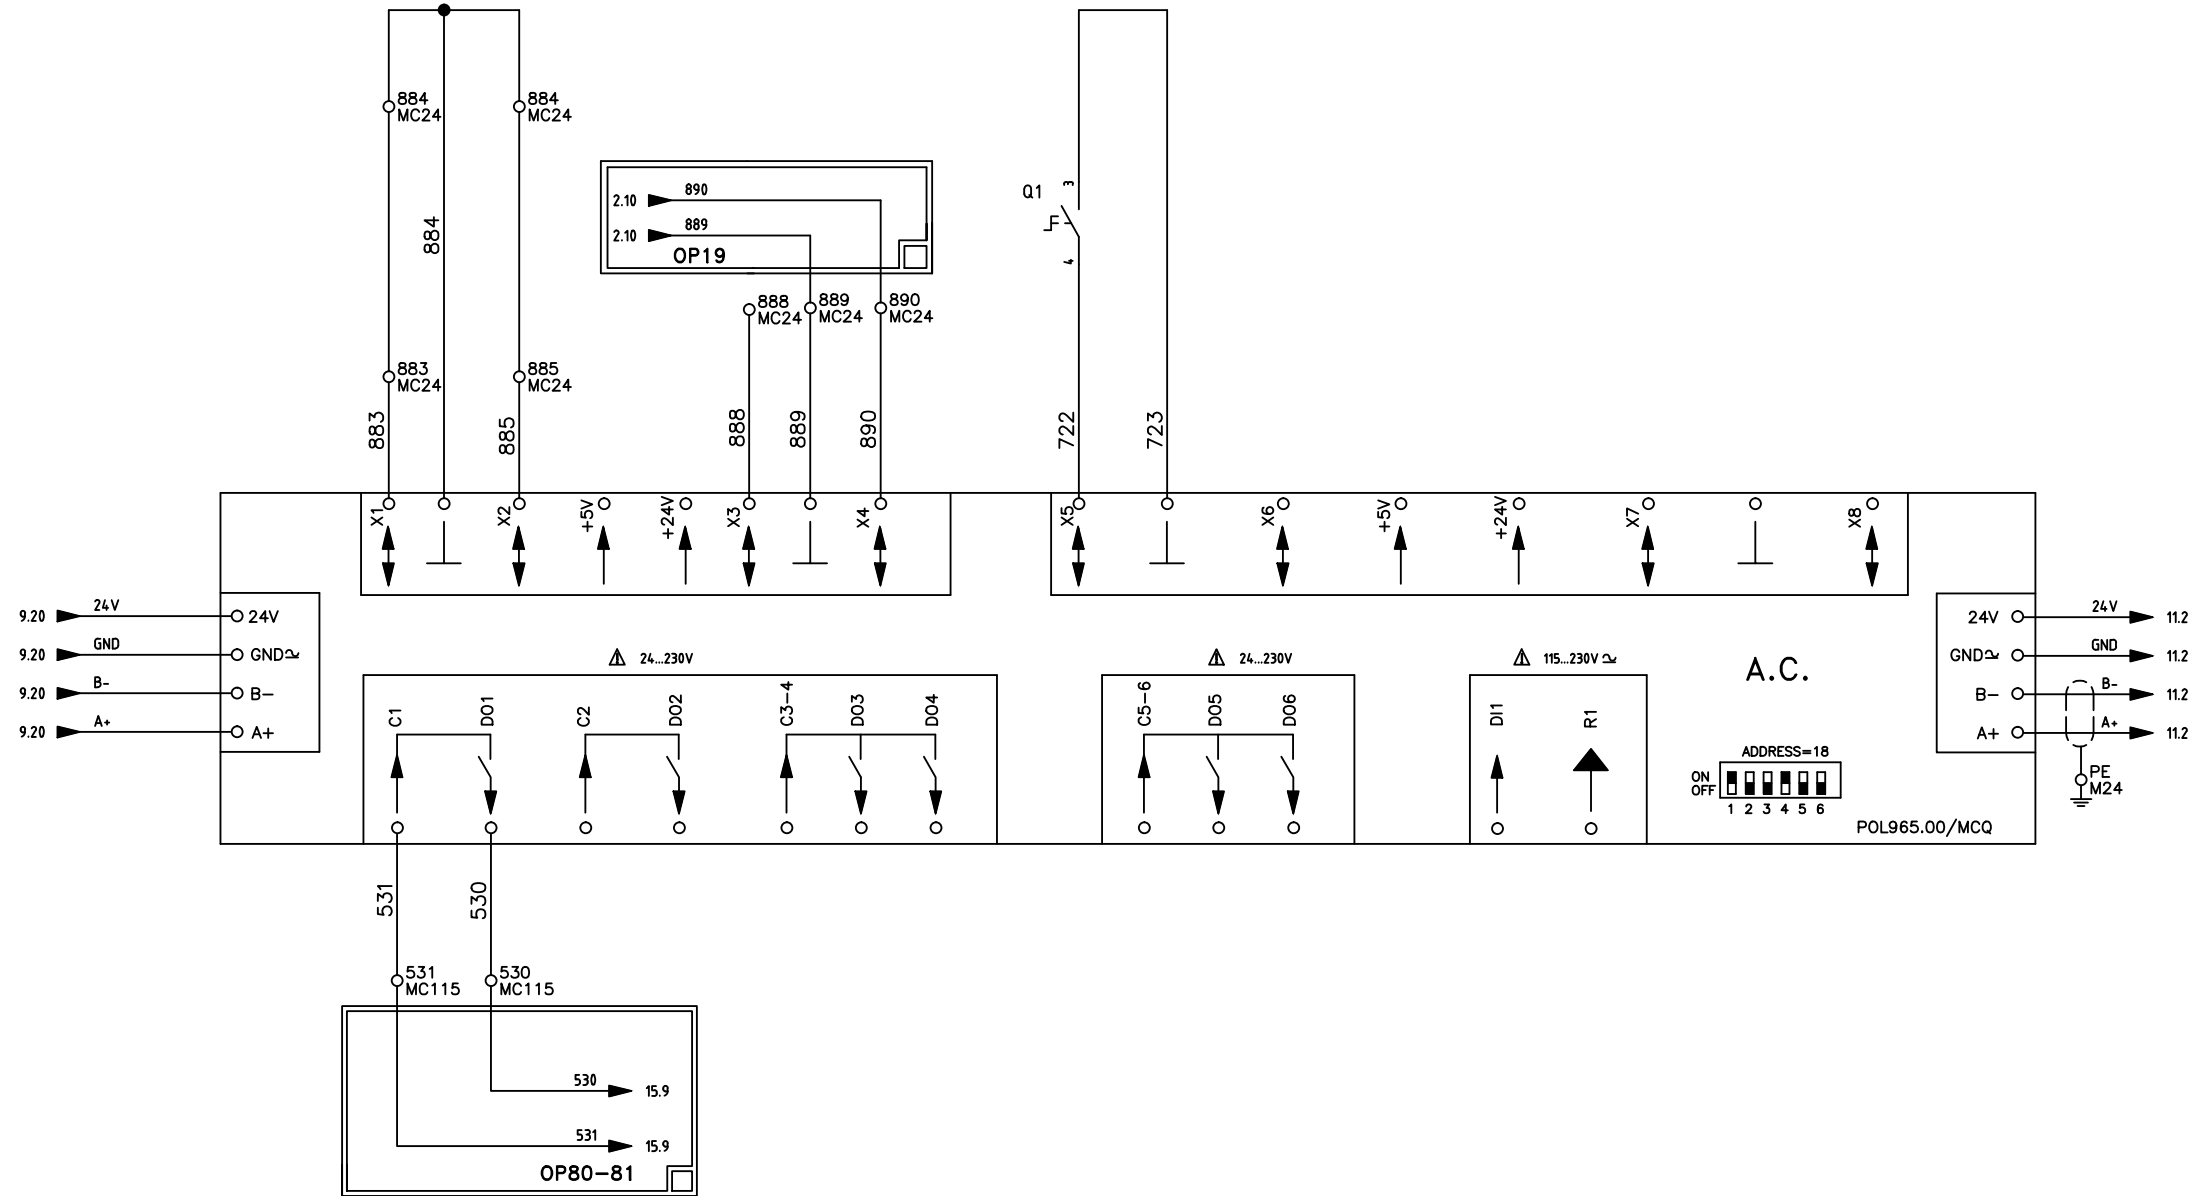 884
MC24
884
MC24
884
883
MC24
885
MC24
883
885
2.10
890
2.10
889
OP19
888
MC24
889
MC24
890
MC24
888
889
890
Q1
3
4
722
723
X1
X2
+5V
+24V
X3
X4
X5
X6
+5V
+24V
X7
X8
9.20 24V
9.20 GND
9.20 B-
9.20 A+
24V
GND
B-
A+
24...230V
C1
DO1
C2
DO2
C3-4
DO3
DO4
24...230V
C5-6
DO5
DO6
115...230V
DI1
R1
A.C.
ADDRESS=18
ON
OFF
1 2 3 4 5 6
POL965.00/MCQ
24V
GND
B-
A+
24V 11.2
GND 11.2
B- 11.2
A+ 11.2
PE
M24
531
530
531
MC115
530
MC115
530 15.9
531 15.9
OP80-81